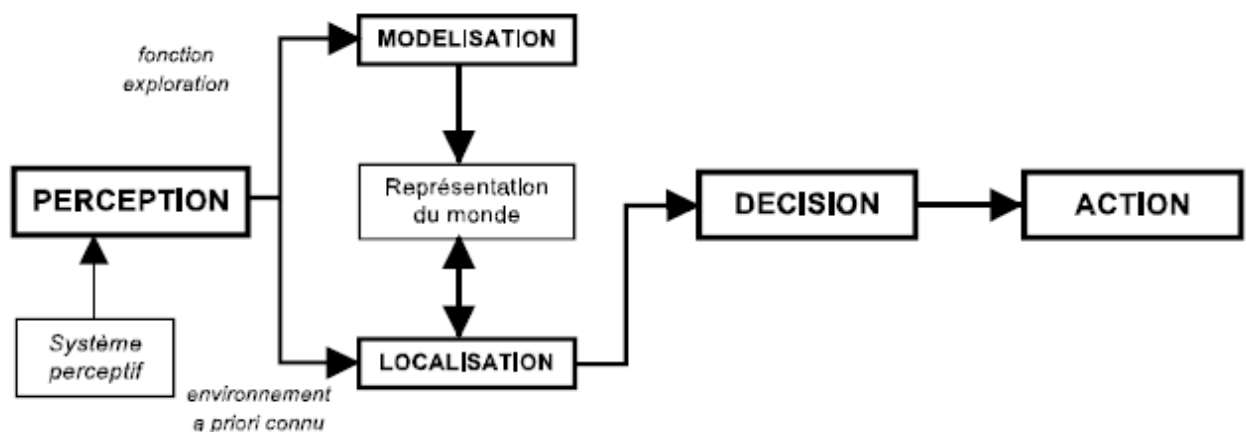 fonction
exploration
MODELISATION
PERCEPTION
Représentation
du monde
DECISION
ACTION
Système
perceptif
LOCALISATION
environnement
a priori connu